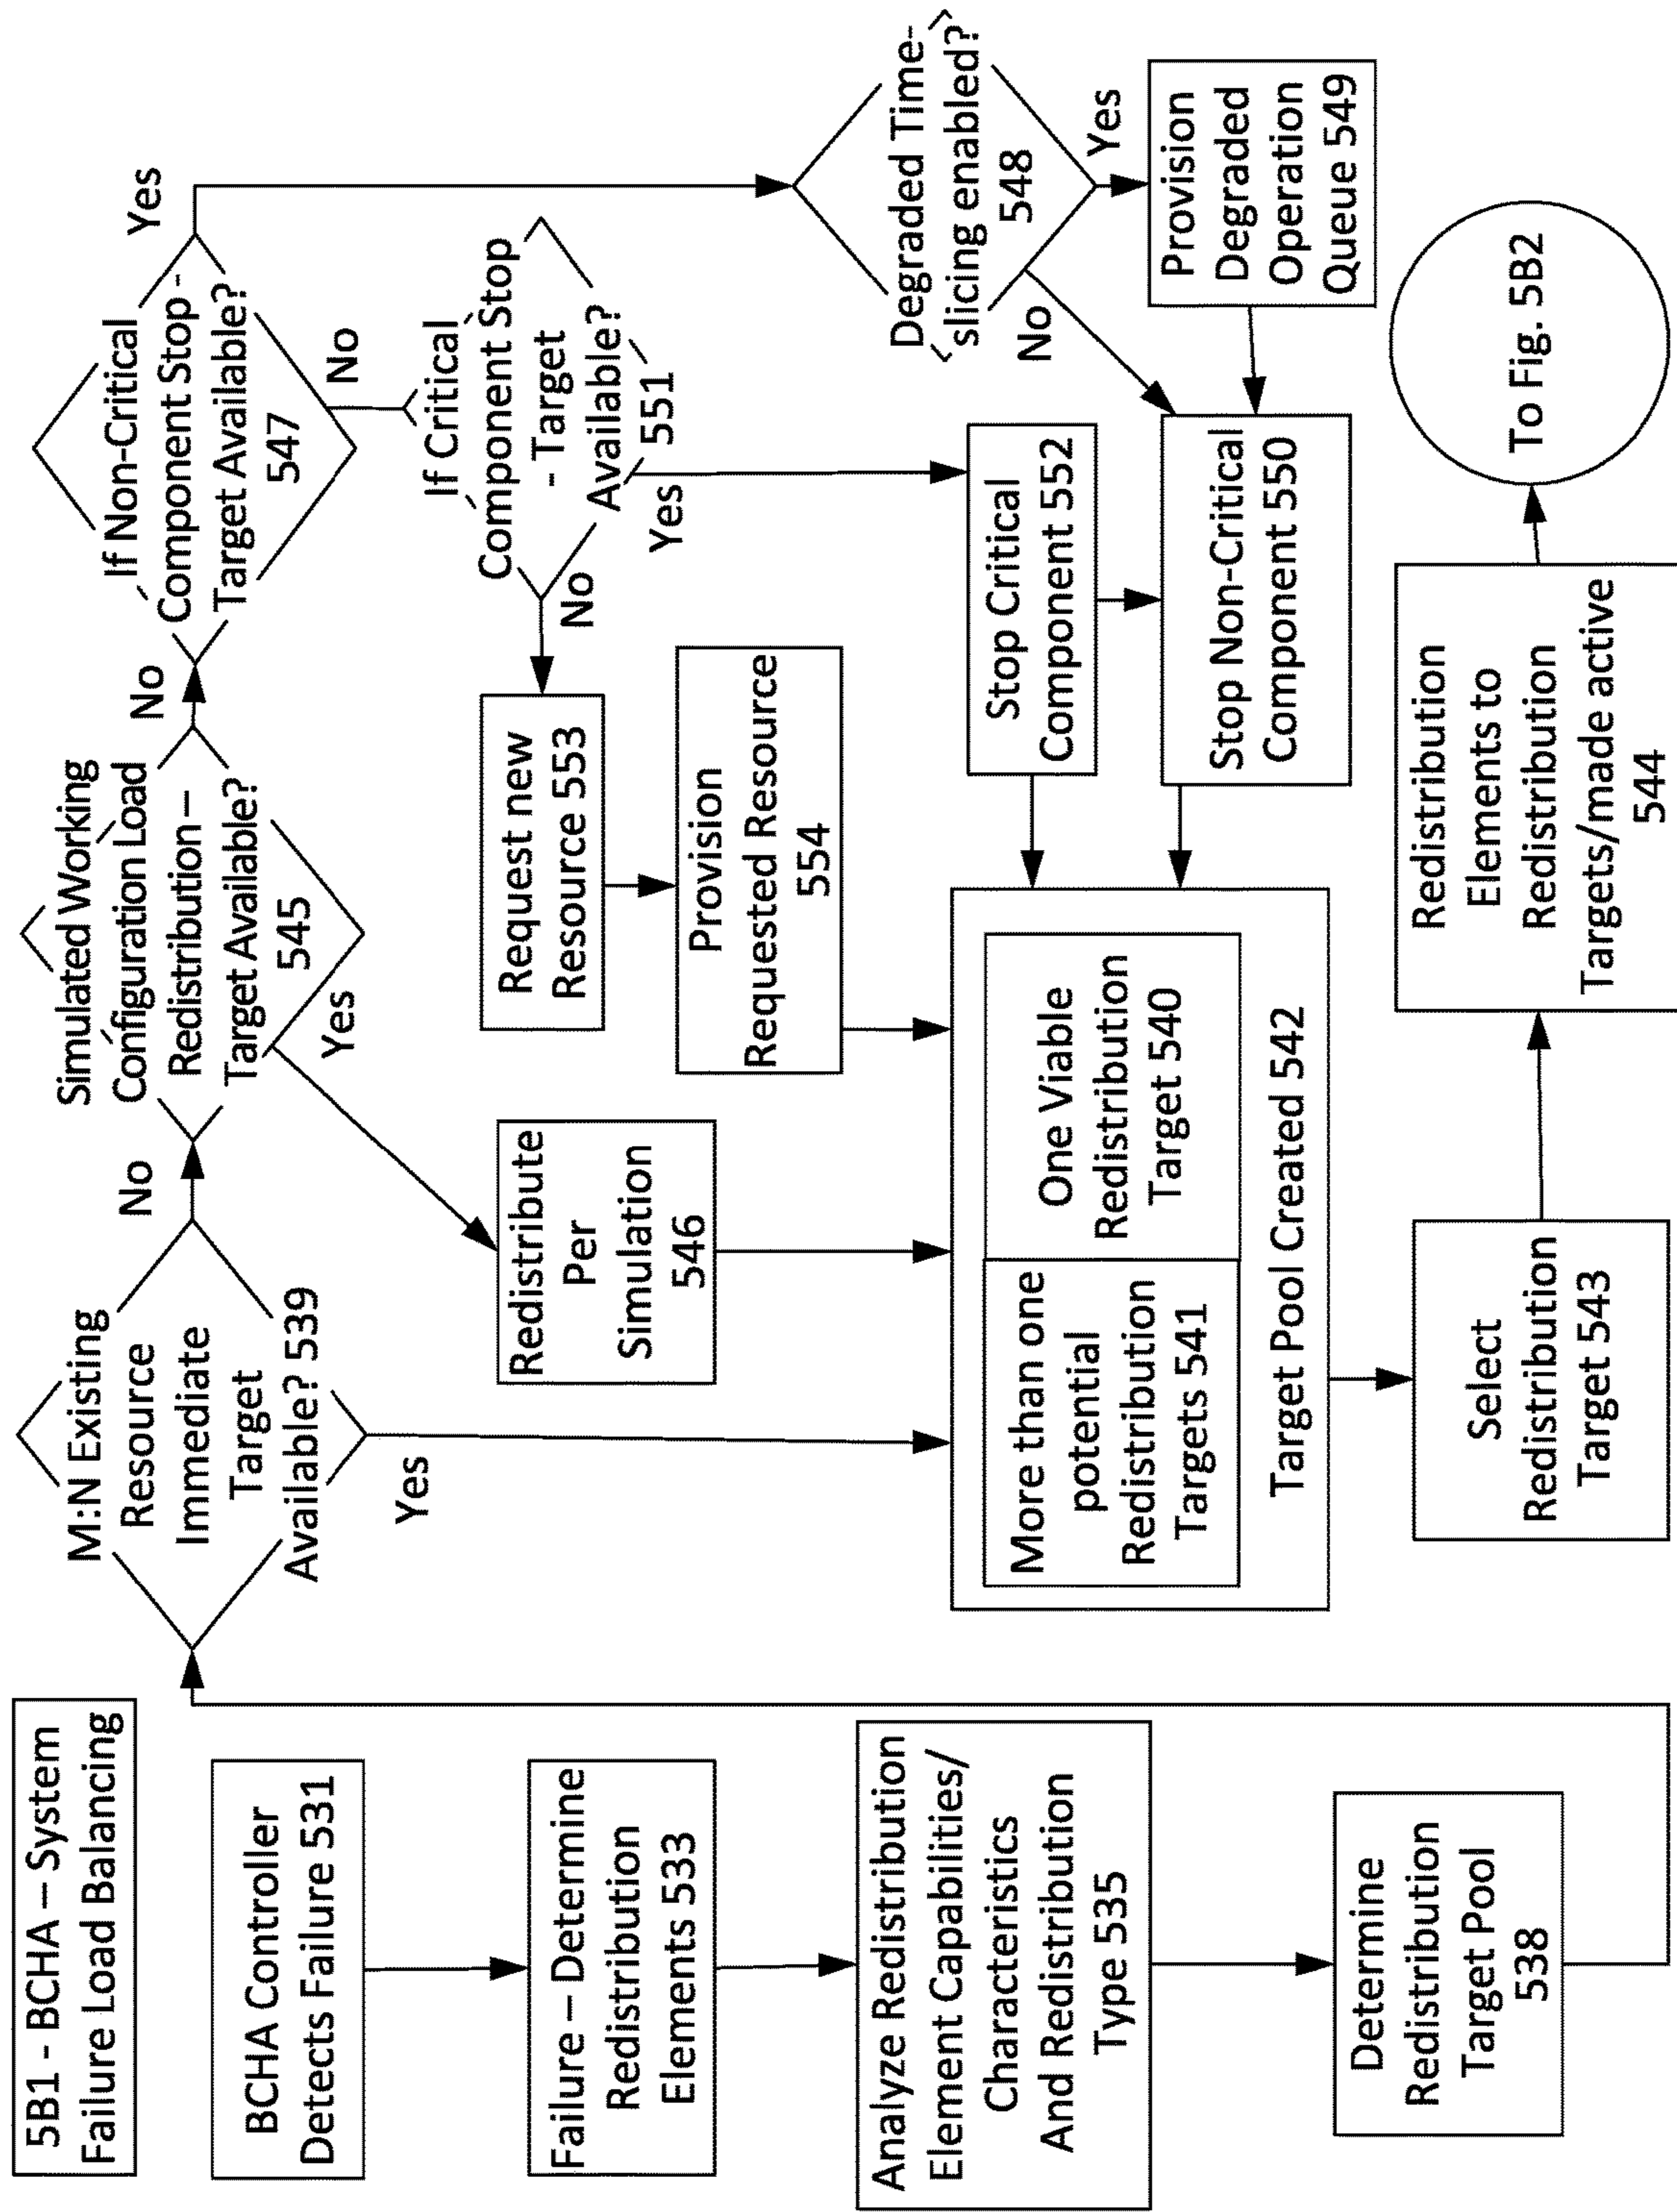 5B1 - BCHA – System
Failure Load Balancing
BCHA Controller
Detects Failure 531
Failure – Determine
Redistribution
Elements 533
Analyze Redistribution
Element Capabilities/
Characteristics
And Redistribution
Type 535
Determine
Redistribution
Target Pool
538
M:N Existing
Resource
Immediate
Target
Available? 539
No
Yes
Simulated Working
Configuration Load
Redistribution –
Target Available?
545
No
Yes
Redistribute
Per
Simulation
546
If Non-Critical
Component Stop -
Target Available?
547
Yes
No
If Critical
Component Stop
- Target
Available?
551
No
Yes
Request new
Resource 553
Provision
Requested Resource
554
Degraded Time-
slicing enabled?
548
No
Yes
Provision
Degraded
Operation
Queue 549
Stop Critical
Component 552
Stop Non-Critical
Component 550
More than one
potential
Redistribution
Targets 541
One Viable
Redistribution
Target 540
Target Pool Created 542
Select
Redistribution
Target 543
Redistribution
Elements to
Redistribution
Targets/made active
544
To Fig. 5B2